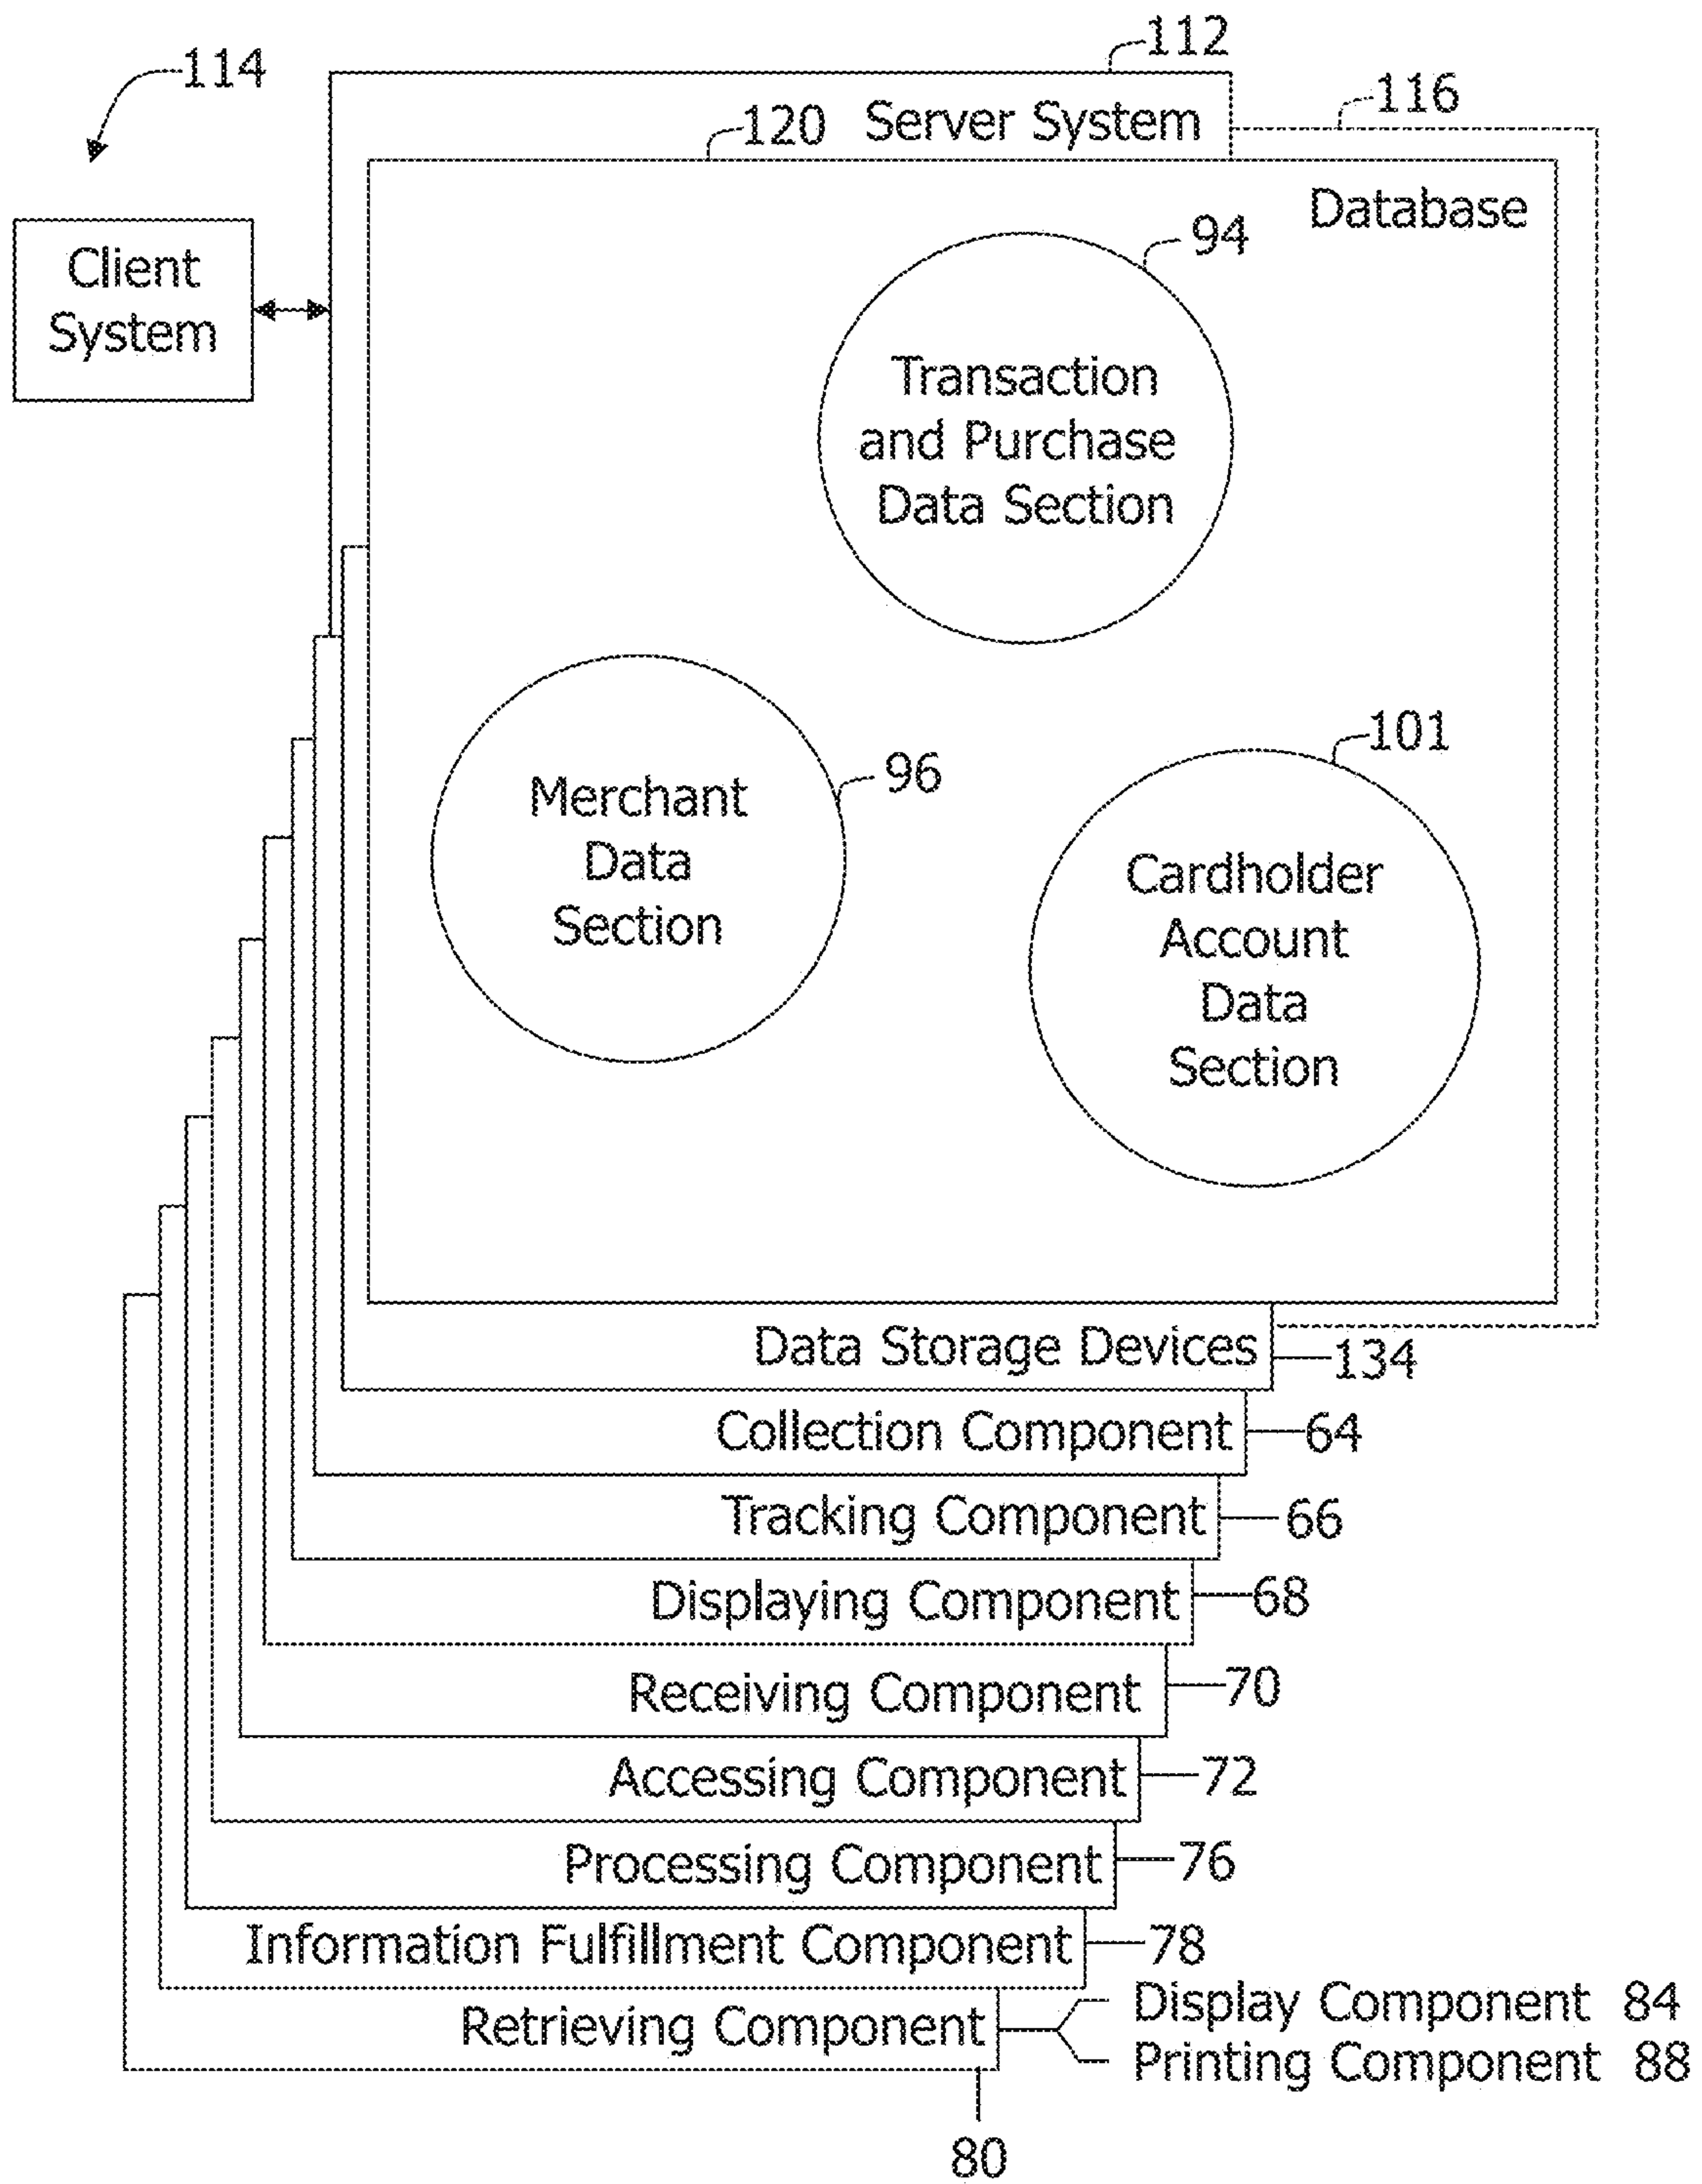 112
114
116
120 Server System
Database
94
Client
System
Transaction
and Purchase
Data Section
101
96
Merchant
Data
Section
Cardholder
Account
Data
Section
Data Storage Devices 134
Collection Component 64
Tracking Component 66
Displaying Component 68
Receiving Component 70
Accessing Component 72
Processing Component 76
Information Fulfillment Component 78
Display Component 84
Retrieving Component
Printing Component 88
80